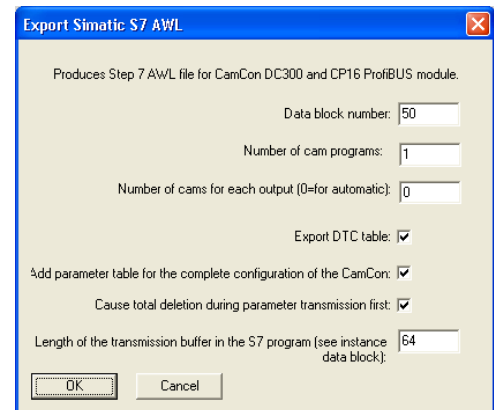 Export Simatic S7 AWL
Produces Step 7 AWL file for CamCon DC300 and CP16 ProfiBUS module.
Data block number: 50
Number of cam programs: 1
Number of cams for each output (0=for automatic): 0
Export DTC table:
Add parameter table for the complete configuration of the CamCon:
Cause total deletion during parameter transmission first:
Length of the transmission buffer in the S7 program (see instance 64
data block):
OK Cancel